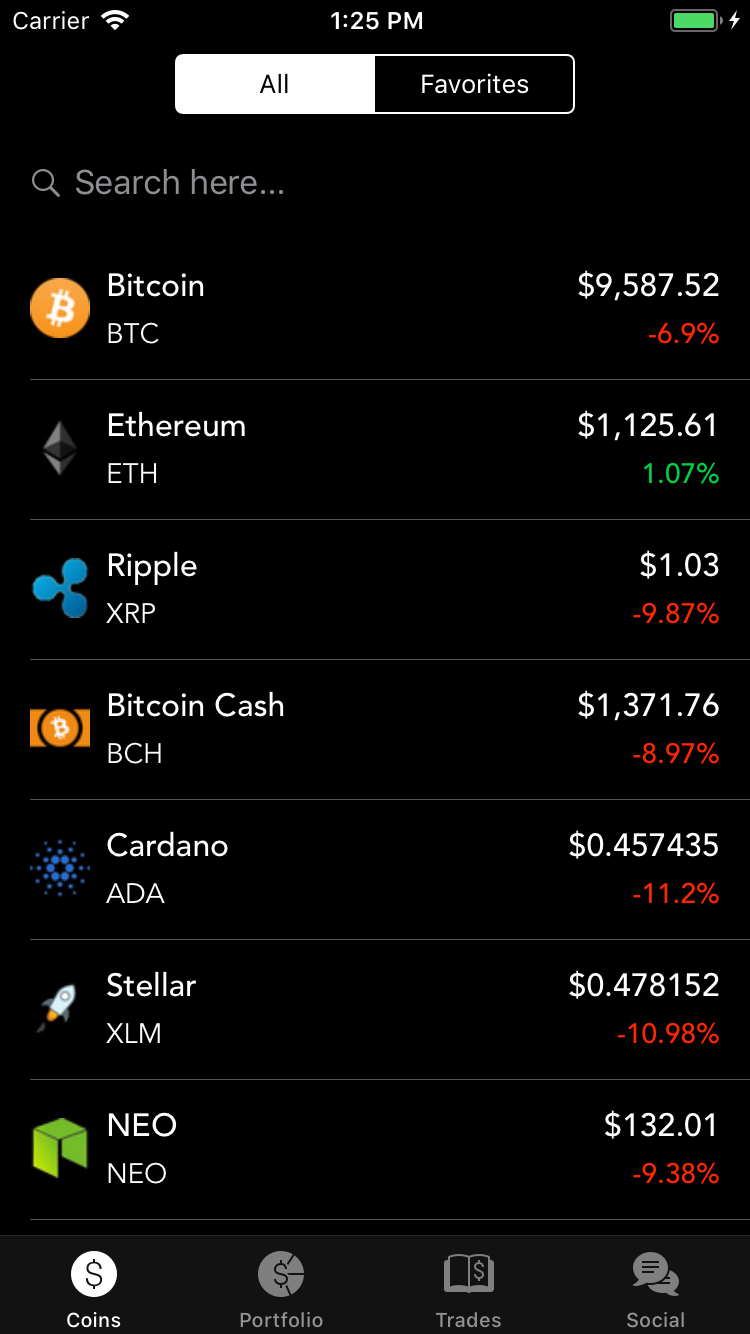 Carrier 1:25 PM
All Favorites
Search here...
Bitcoin $9,587.52
BTC -6.9%
Ethereum $1,125.61
ETH 1.07%
Ripple $1.03
XRP -9.87%
Bitcoin Cash $1,371.76
BCH -8.97%
Cardano $0.457435
ADA -11.2%
Stellar $0.478152
XLM -10.98%
NEO $132.01
NEO -9.38%
Coins Portfolio Trades Social